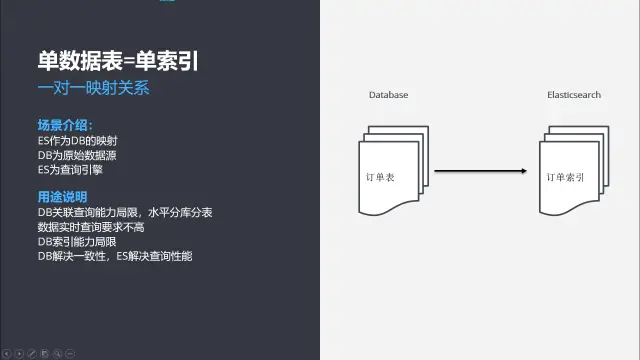 单数据表=单索引
一对一映射关系
场景介绍：
ES作为DB的映射
DB为原始数据源
ES为查询引擎
用途说明
DB关联查询能力局限，水平分库分表
数据实时查询要求不高
DB索引能力局限
DB解决一致性，ES解决查询性能
Database
Elasticsearch
订单表
订单索引